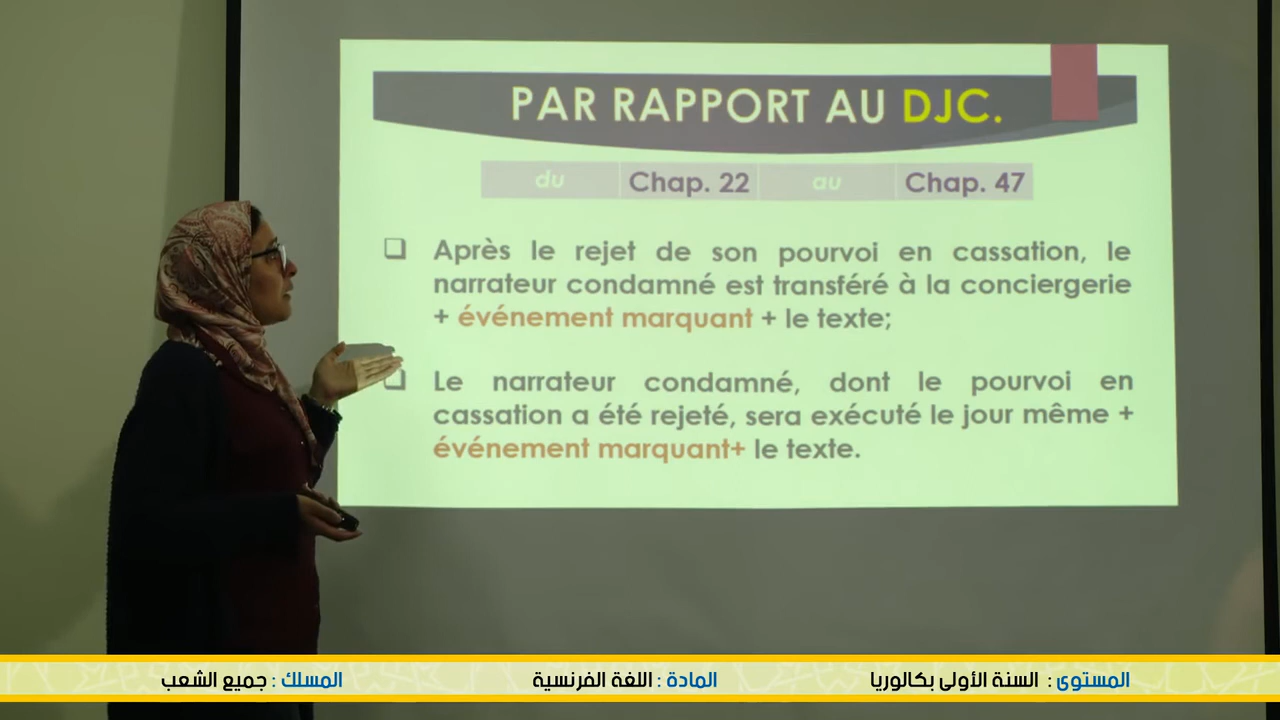 PAR RAPPORT AU DJC.
du Chap. 22 au Chap. 47
Après le rejet de son pourvoi en cassation, le
narrateur condamné est transféré à la conciergerie
+ événement marquant + le texte;
Le narrateur condamné, dont le pourvoi en
cassation a été rejeté, sera exécuté le jour même +
événement marquant+ le texte.
المستوى : السنة الأولى بكالوريا
المادة : اللغة الفرنسية
المسلك : جميع الشعب